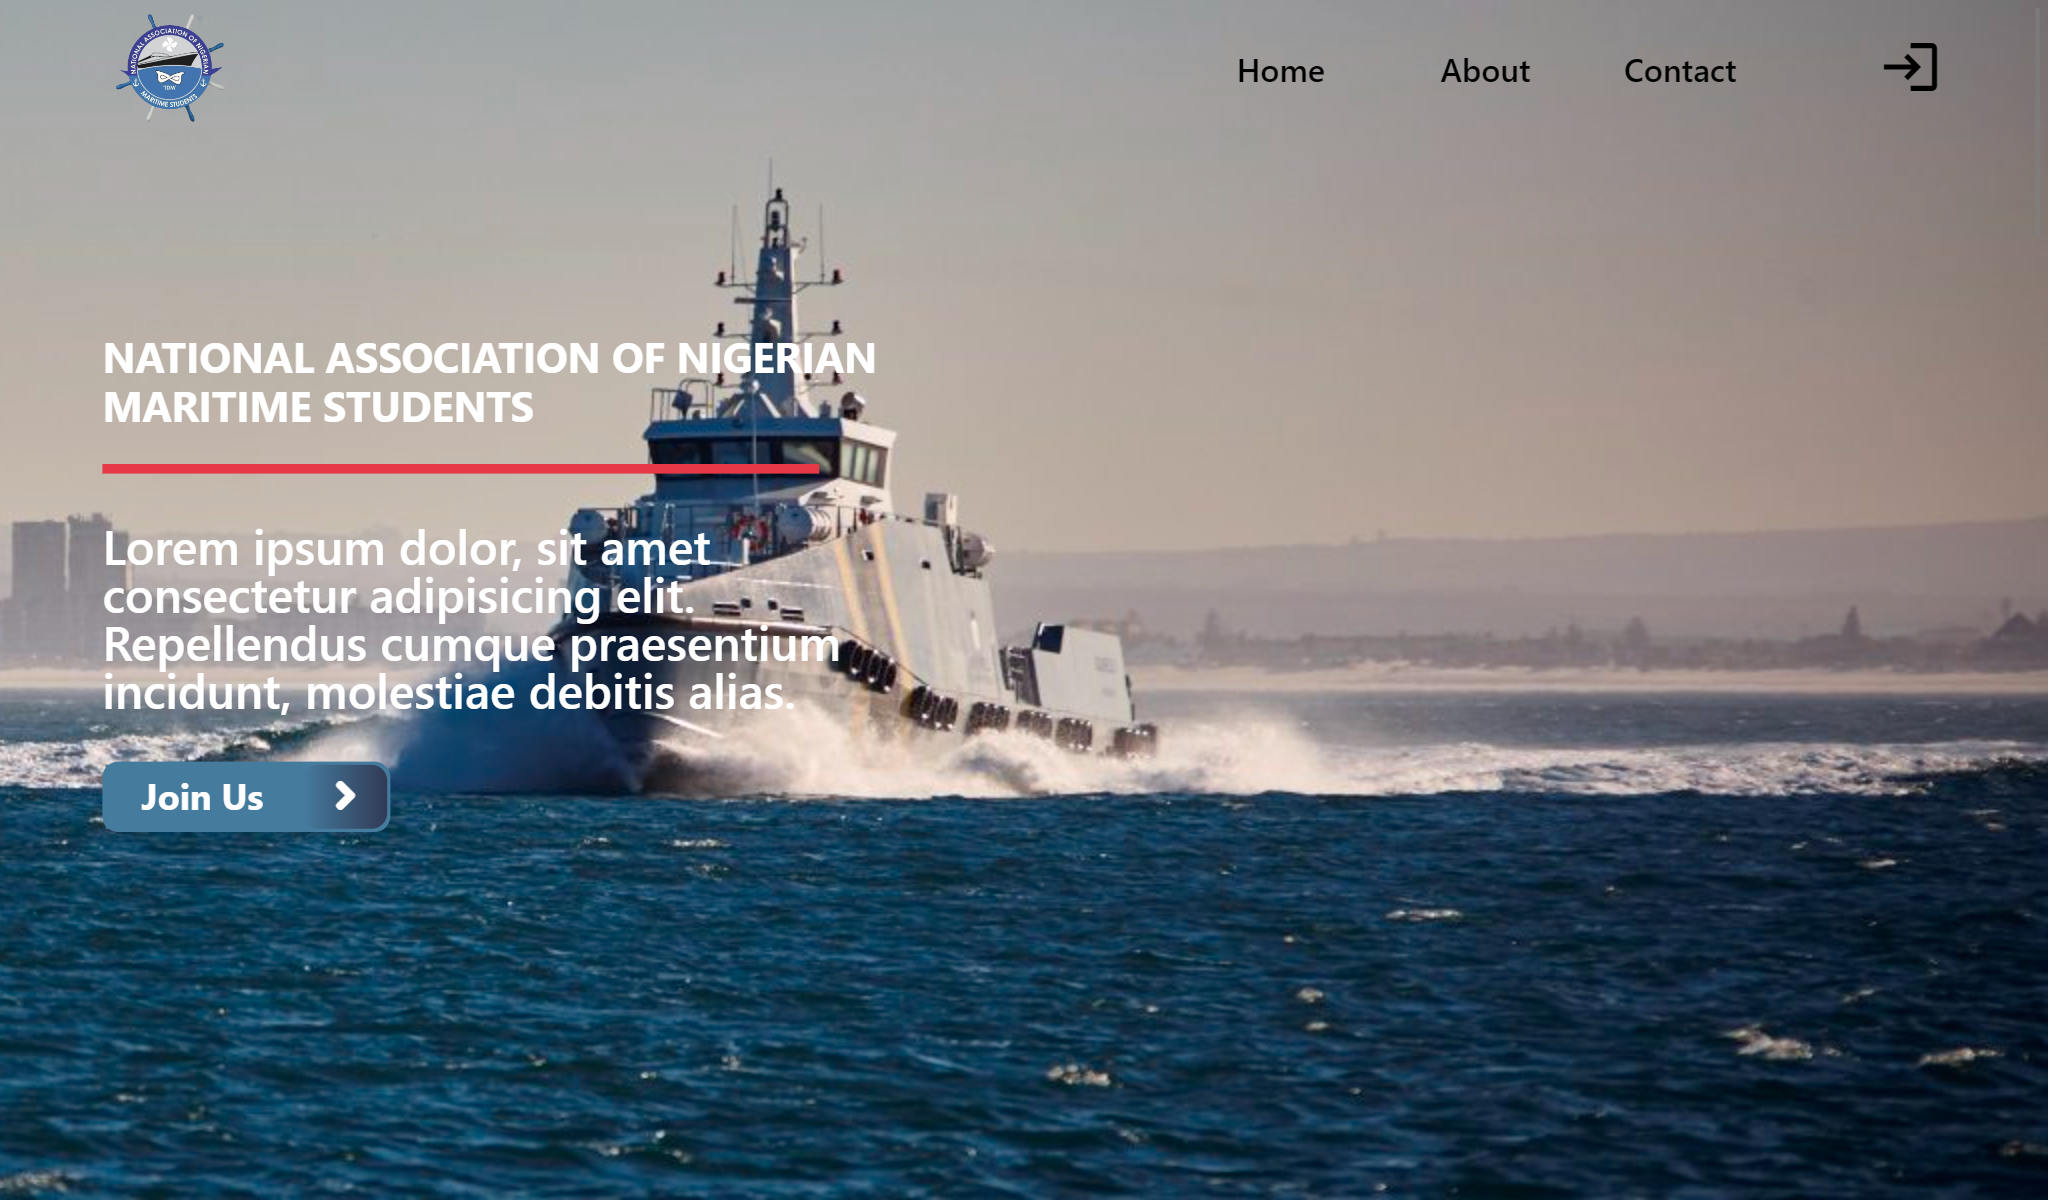 NATIONAL ASSOCIATION OF NIGERIAN
MARITIME STUDENTS
Home
About
Contact
NATIONAL ASSOCIATION OF NIGERIAN
MARITIME STUDENTS
Lorem ipsum dolor, sit amet
consectetur adipisicing elit.
Repellendus cumque praesentium
incidunt, molestiae debitis alias.
Join Us